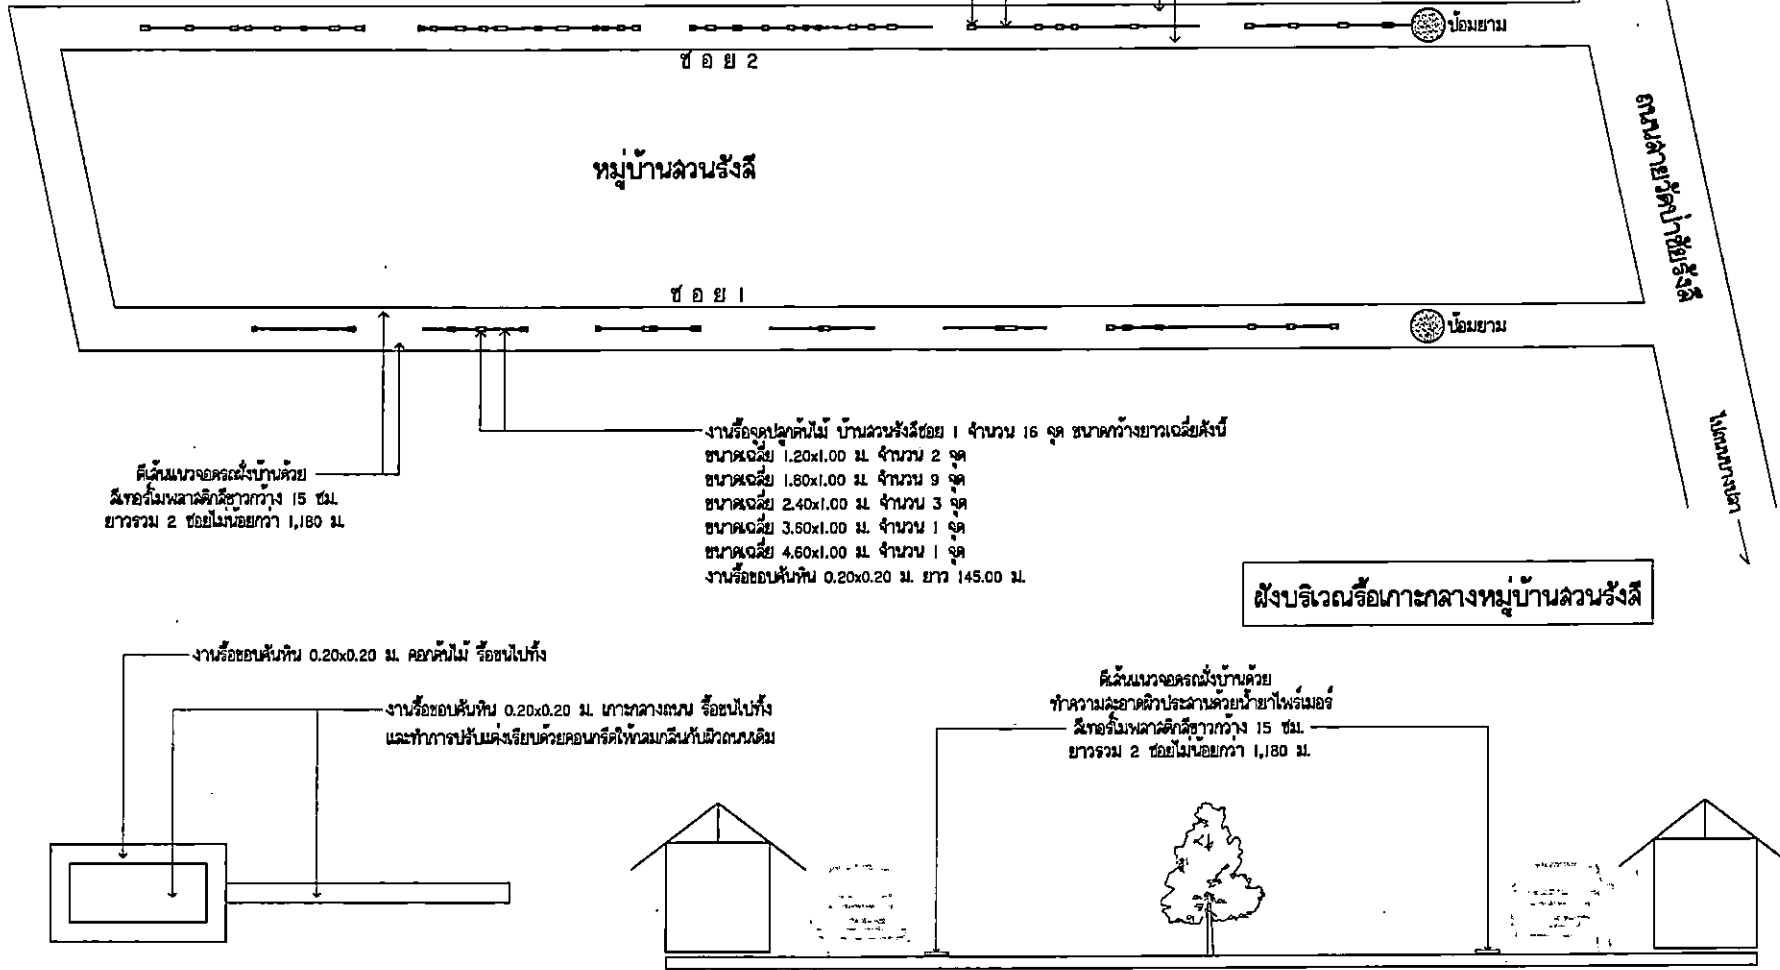 ป้อมยาม
ซ อ ย 2
หมู่บ้านสวนรังสี
ถนนสายวัดป่าชัยรังสี
ซ อ ย 1
ป้อมยาม
ไปถนนบางปลา
งานรื้อจุดปลูกต้นไม้ บ้านสวนรังสีซอย 1 จำนวน 16 จุด ขนาดกว้างยาวเฉลี่ยดังนี้
ขนาดเฉลี่ย 1.20x1.00 ม. จำนวน 2 จุด
ขนาดเฉลี่ย 1.80x1.00 ม. จำนวน 9 จุด
ขนาดเฉลี่ย 2.40x1.00 ม. จำนวน 3 จุด
ขนาดเฉลี่ย 3.60x1.00 ม. จำนวน 1 จุด
ขนาดเฉลี่ย 4.60x1.00 ม. จำนวน 1 จุด
งานรื้อขอบคันหิน 0.20x0.20 ม. ยาว 145.00 ม.
ตีเส้นแนวจอดรถฝั่งบ้านด้วย
สีเทอร์โมพลาสติกสีขาวกว้าง 15 ซม.
ยาวรวม 2 ซอยไม่น้อยกว่า 1,180 ม.
ผังบริเวณรื้อเกาะกลางหมู่บ้านสวนรังสี
งานรื้อขอบคันหิน 0.20x0.20 ม. คอกต้นไม้ รื้อขนไปทิ้ง
งานรื้อขอบคันหิน 0.20x0.20 ม. เกาะกลางถนน รื้อขนไปทิ้ง
และทำการปรับแต่งเรียบด้วยคอนกรีตให้กลมกลืนกับผิวถนนเดิม
ตีเส้นแนวจอดรถฝั่งบ้านด้วย
ทำความสะอาดผิวประสานด้วยน้ำยาไพร์เมอร์
สีเทอร์โมพลาสติกสีขาวกว้าง 15 ซม.
ยาวรวม 2 ซอยไม่น้อยกว่า 1,180 ม.